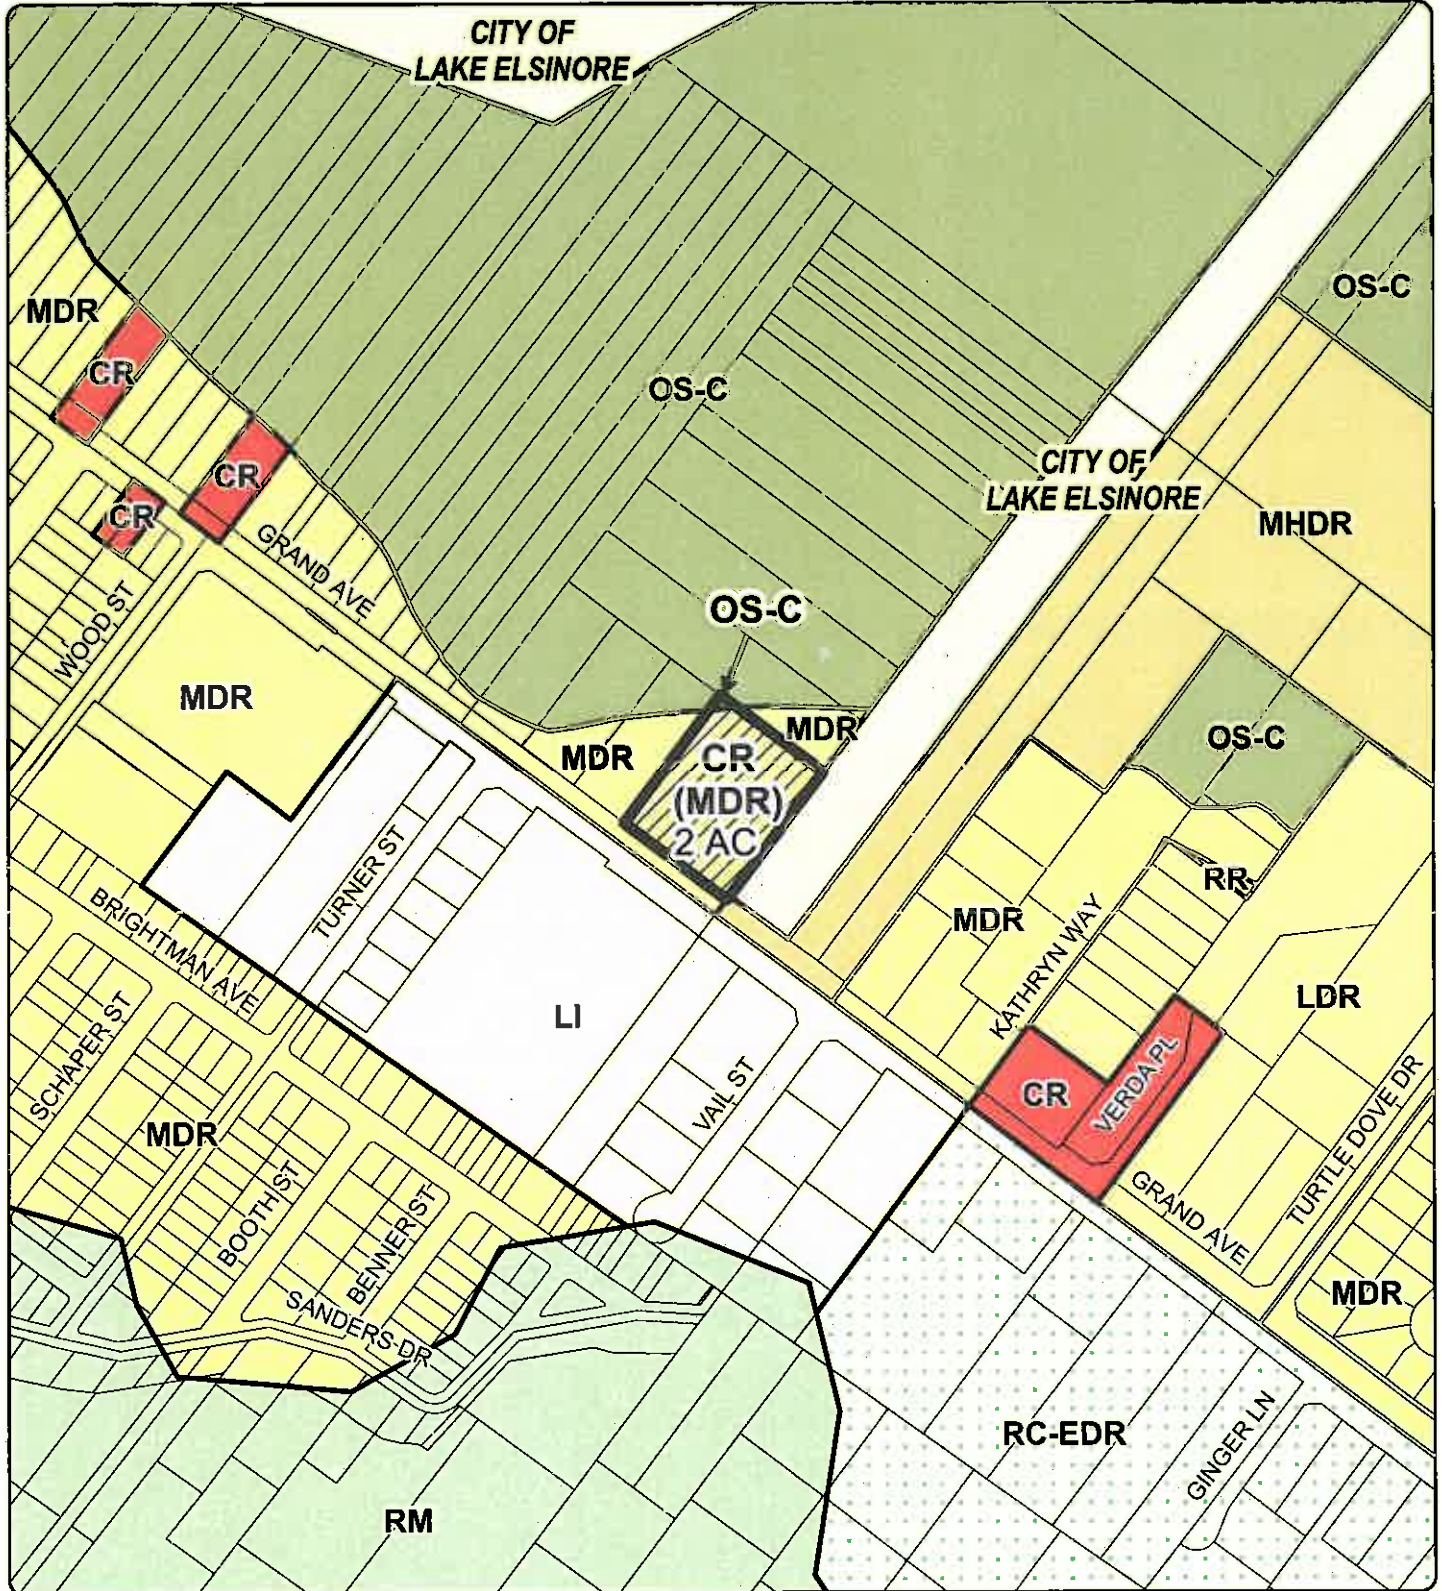 CITY OF
LAKE ELSINORE
OS-C
MDR
CR
OS-C
CR
CITY OF
LAKE ELSINORE
CR
MHDR
GRAND AVE
WOOD ST
OS-C
MDR
MDR
OS-C
MDR
CR
(MDR)
2 AC
TURNER ST
RR
BRIGHTMAN AVE
MDR
KATHRYN WAY
LI
LDR
SCHAPER ST
VAIL ST
CR
VERDA PL
MDR
TURTLE DOVE DR
BOOTH ST
BENNER ST
GRAND AVE
MDR
SANDERS DR
RC-EDR
GINGER LN
RM